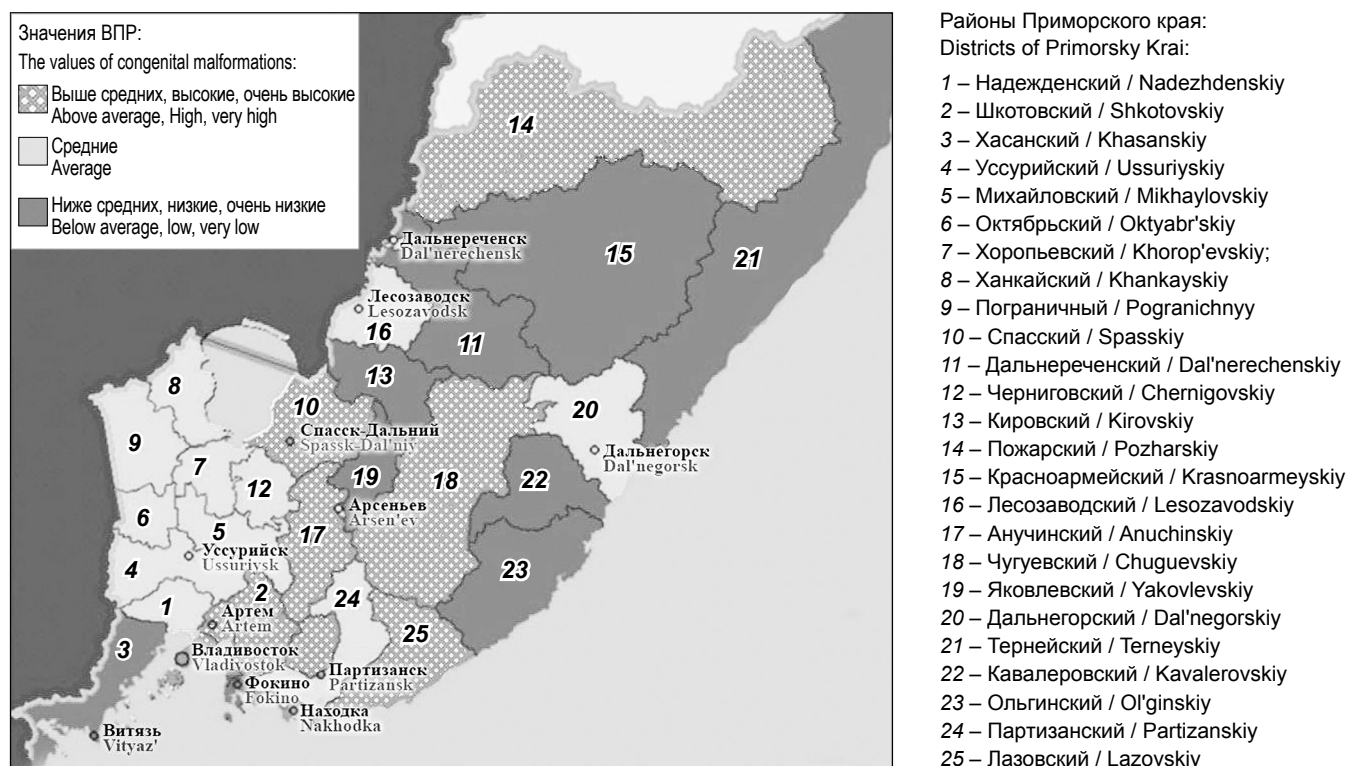 Значения ВПР:
The values of congenital malformations:
Выше средних, высокие, очень высокие
Above average, High, very high
Средние
Average
Ниже средних, низкие, очень низкие
Below average, low, very low
14
Дальнереченск
Dal'nerechensk
15
21
Лесозаводск
Lesozavodsk
16
11
13
8
10
20
Спасск-Дальний
Spassk-Dal'niy
9
Дальнегорск
Dal'negorsk
7
12
19
18
22
Арсеньев
Arsen'ev
6
5
17
Уссурийск
Ussuriysk
4
23
2
24
1
Артем
Artem
25
3
Владивосток
Vladivostok
Партизанск
Partizansk
Фокино
Fokino
Находка
Nakhodka
Витязь
Vityaz'
Районы Приморского края:
Districts of Primorsky Krai:
1 – Надежденский / Nadezhdenskiy
2 – Шкотовский / Shkotovskiy
3 – Хасанский / Khasanskiy
4 – Уссурийский / Ussuriyskiy
5 – Михайловский / Mikhaylovskiy
6 – Октябрьский / Oktyabr'skiy
7 – Хоропьевский / Khorop'evskiy;
8 – Ханкайский / Khankayskiy
9 – Пограничный / Pogranichnyy
10 – Спасский / Spasskiy
11 – Дальнереченский / Dal'nerechenskiy
12 – Черниговский / Chernigovskiy
13 – Кировский / Kirovskiy
14 – Пожарский / Pozharskiy
15 – Красноармейский / Krasnoarmeyskiy
16 – Лесозаводский / Lesozavodskiy
17 – Анучинский / Anuchinskiy
18 – Чугуевский / Chuguevskiy
19 – Яковлевский / Yakovlevskiy
20 – Дальнегорский / Dal'negorskiy
21 – Тернейский / Terneyskiy
22 – Кавалеровский / Kavalerovskiy
23 – Ольгинский / Ol'ginskiy
24 – Партизанский / Partizanskiy
25 – Лазовский / Lazovskiy